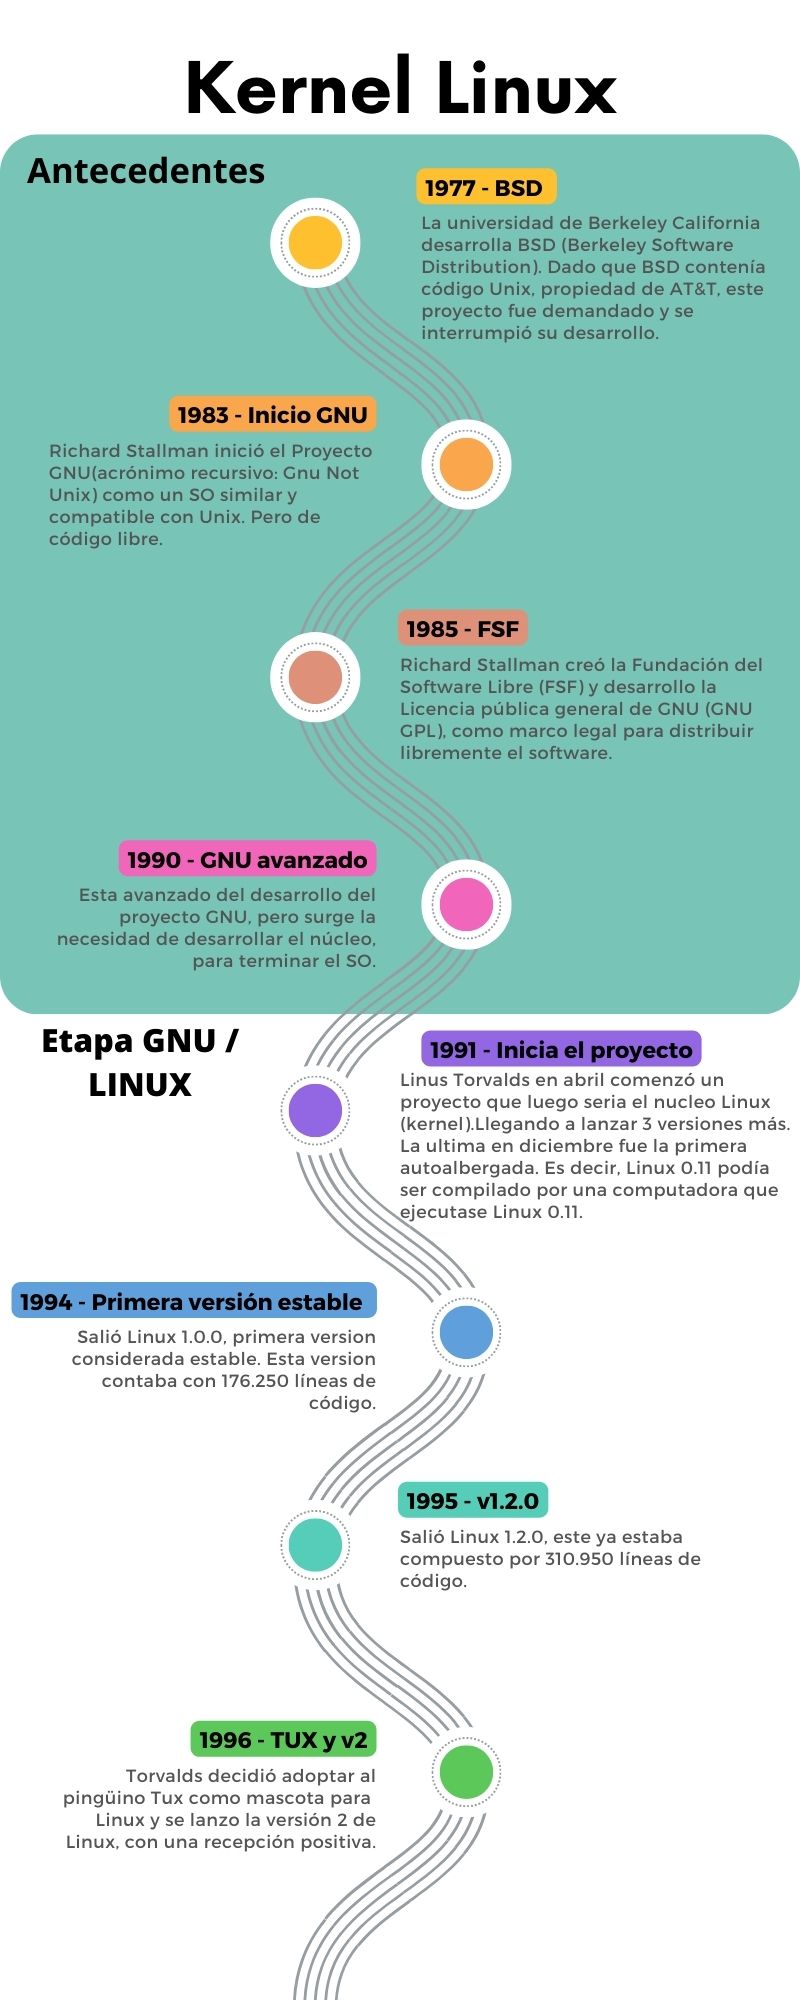 Kernel Linux
Antecedentes
1977 - BSD
La universidad de Berkeley California
desarrolla BSD (Berkeley Software
Distribution). Dado que BSD contenía
código Unix, propiedad de AT&T, este
proyecto fue demandado y se
interrumpió su desarrollo.
1983 - Inicio GNU
Richard Stallman inició el Proyecto
GNU(acrónimo recursivo: Gnu Not
Unix) como un SO similar y
compatible con Unix. Pero de
código libre.
1985 - FSF
Richard Stallman creó la Fundación del
Software Libre (FSF) y desarrollo la
Licencia pública general de GNU (GNU
GPL), como marco legal para distribuir
libremente el software.
1990 - GNU avanzado
Esta avanzado del desarrollo del
proyecto GNU, pero surge la
necesidad de desarrollar el núcleo,
para terminar el SO.
Etapa GNU /
LINUX
1991 - Inicia el proyecto
Linus Torvalds en abril comenzó un
proyecto que luego seria el nucleo Linux
(kernel).Llegando a lanzar 3 versiones más.
La ultima en diciembre fue la primera
autoalbergada. Es decir, Linux 0.11 podía
ser compilado por una computadora que
ejecutase Linux 0.11.
1994 - Primera versión estable
Salió Linux 1.0.0, primera version
considerada estable. Esta version
contaba con 176.250 líneas de
código.
1995 - v1.2.0
Salió Linux 1.2.0, este ya estaba
compuesto por 310.950 líneas de
código.
1996 - TUX y v2
Torvalds decidió adoptar al
pingüino Tux como mascota para
Linux y se lanzo la versión 2 de
Linux, con una recepción positiva.